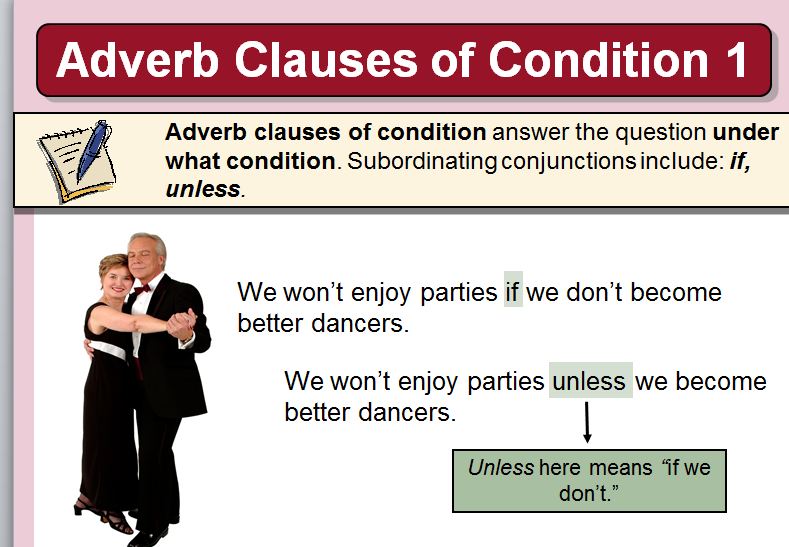 Adverb Clauses of Condition 1
Adverb clauses of condition answer the question under
what condition. Subordinating conjunctions include: if,
unless.
We won't enjoy parties if we don't become
better dancers.
We won't enjoy parties unless we become
better dancers.
Unless here means “if we
don't.”